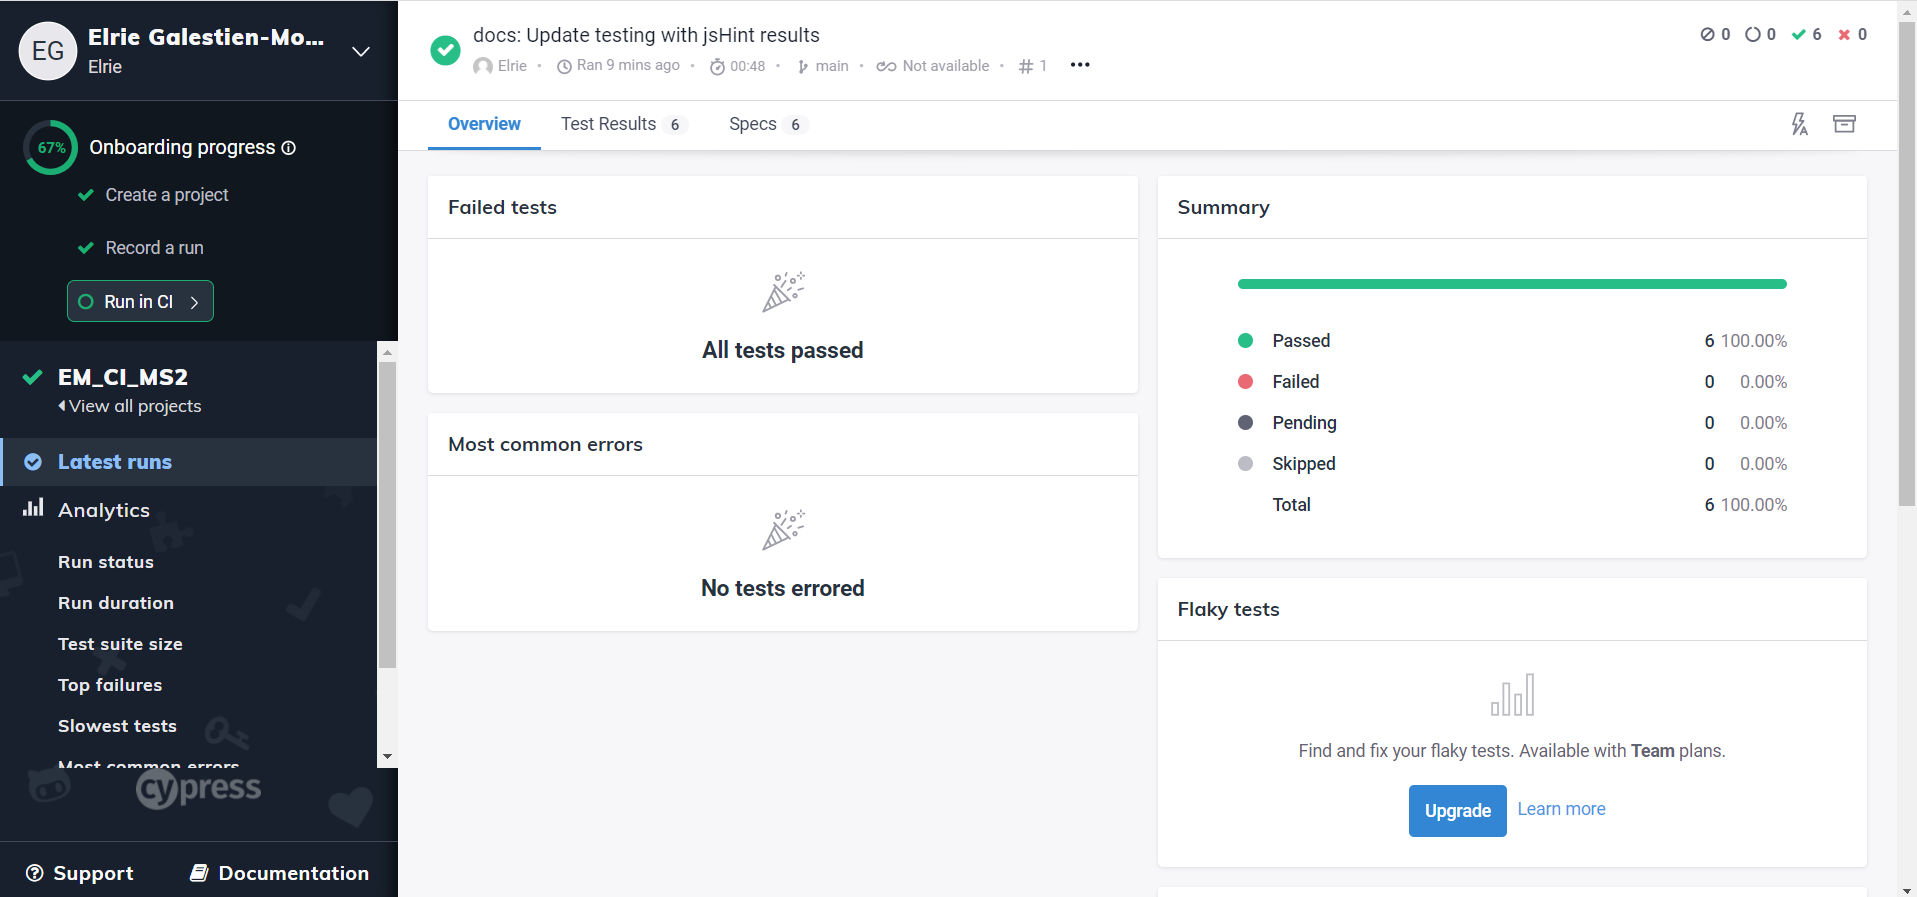 EG
Elrie Galestien-Mo...
Elrie
67%
Onboarding progress
Create a project
Record a run
Run in CI
EM_CI_MS2
View all projects
Latest runs
Analytics
Run status
Run duration
Test suite size
Top failures
Slowest tests
Most common errors
cypress
Support
Documentation
docs: Update testing with jsHint results
Elrie • Ran 9 mins ago • 00:48 • main • Not available • # 1 •••
0 0 6 0
Overview
Test Results 6
Specs 6
Failed tests
All tests passed
Most common errors
No tests errored
Summary
Passed 6 100.00%
Failed 0 0.00%
Pending 0 0.00%
Skipped 0 0.00%
Total 6 100.00%
Flaky tests
Find and fix your flaky tests. Available with Team plans.
Upgrade
Learn more